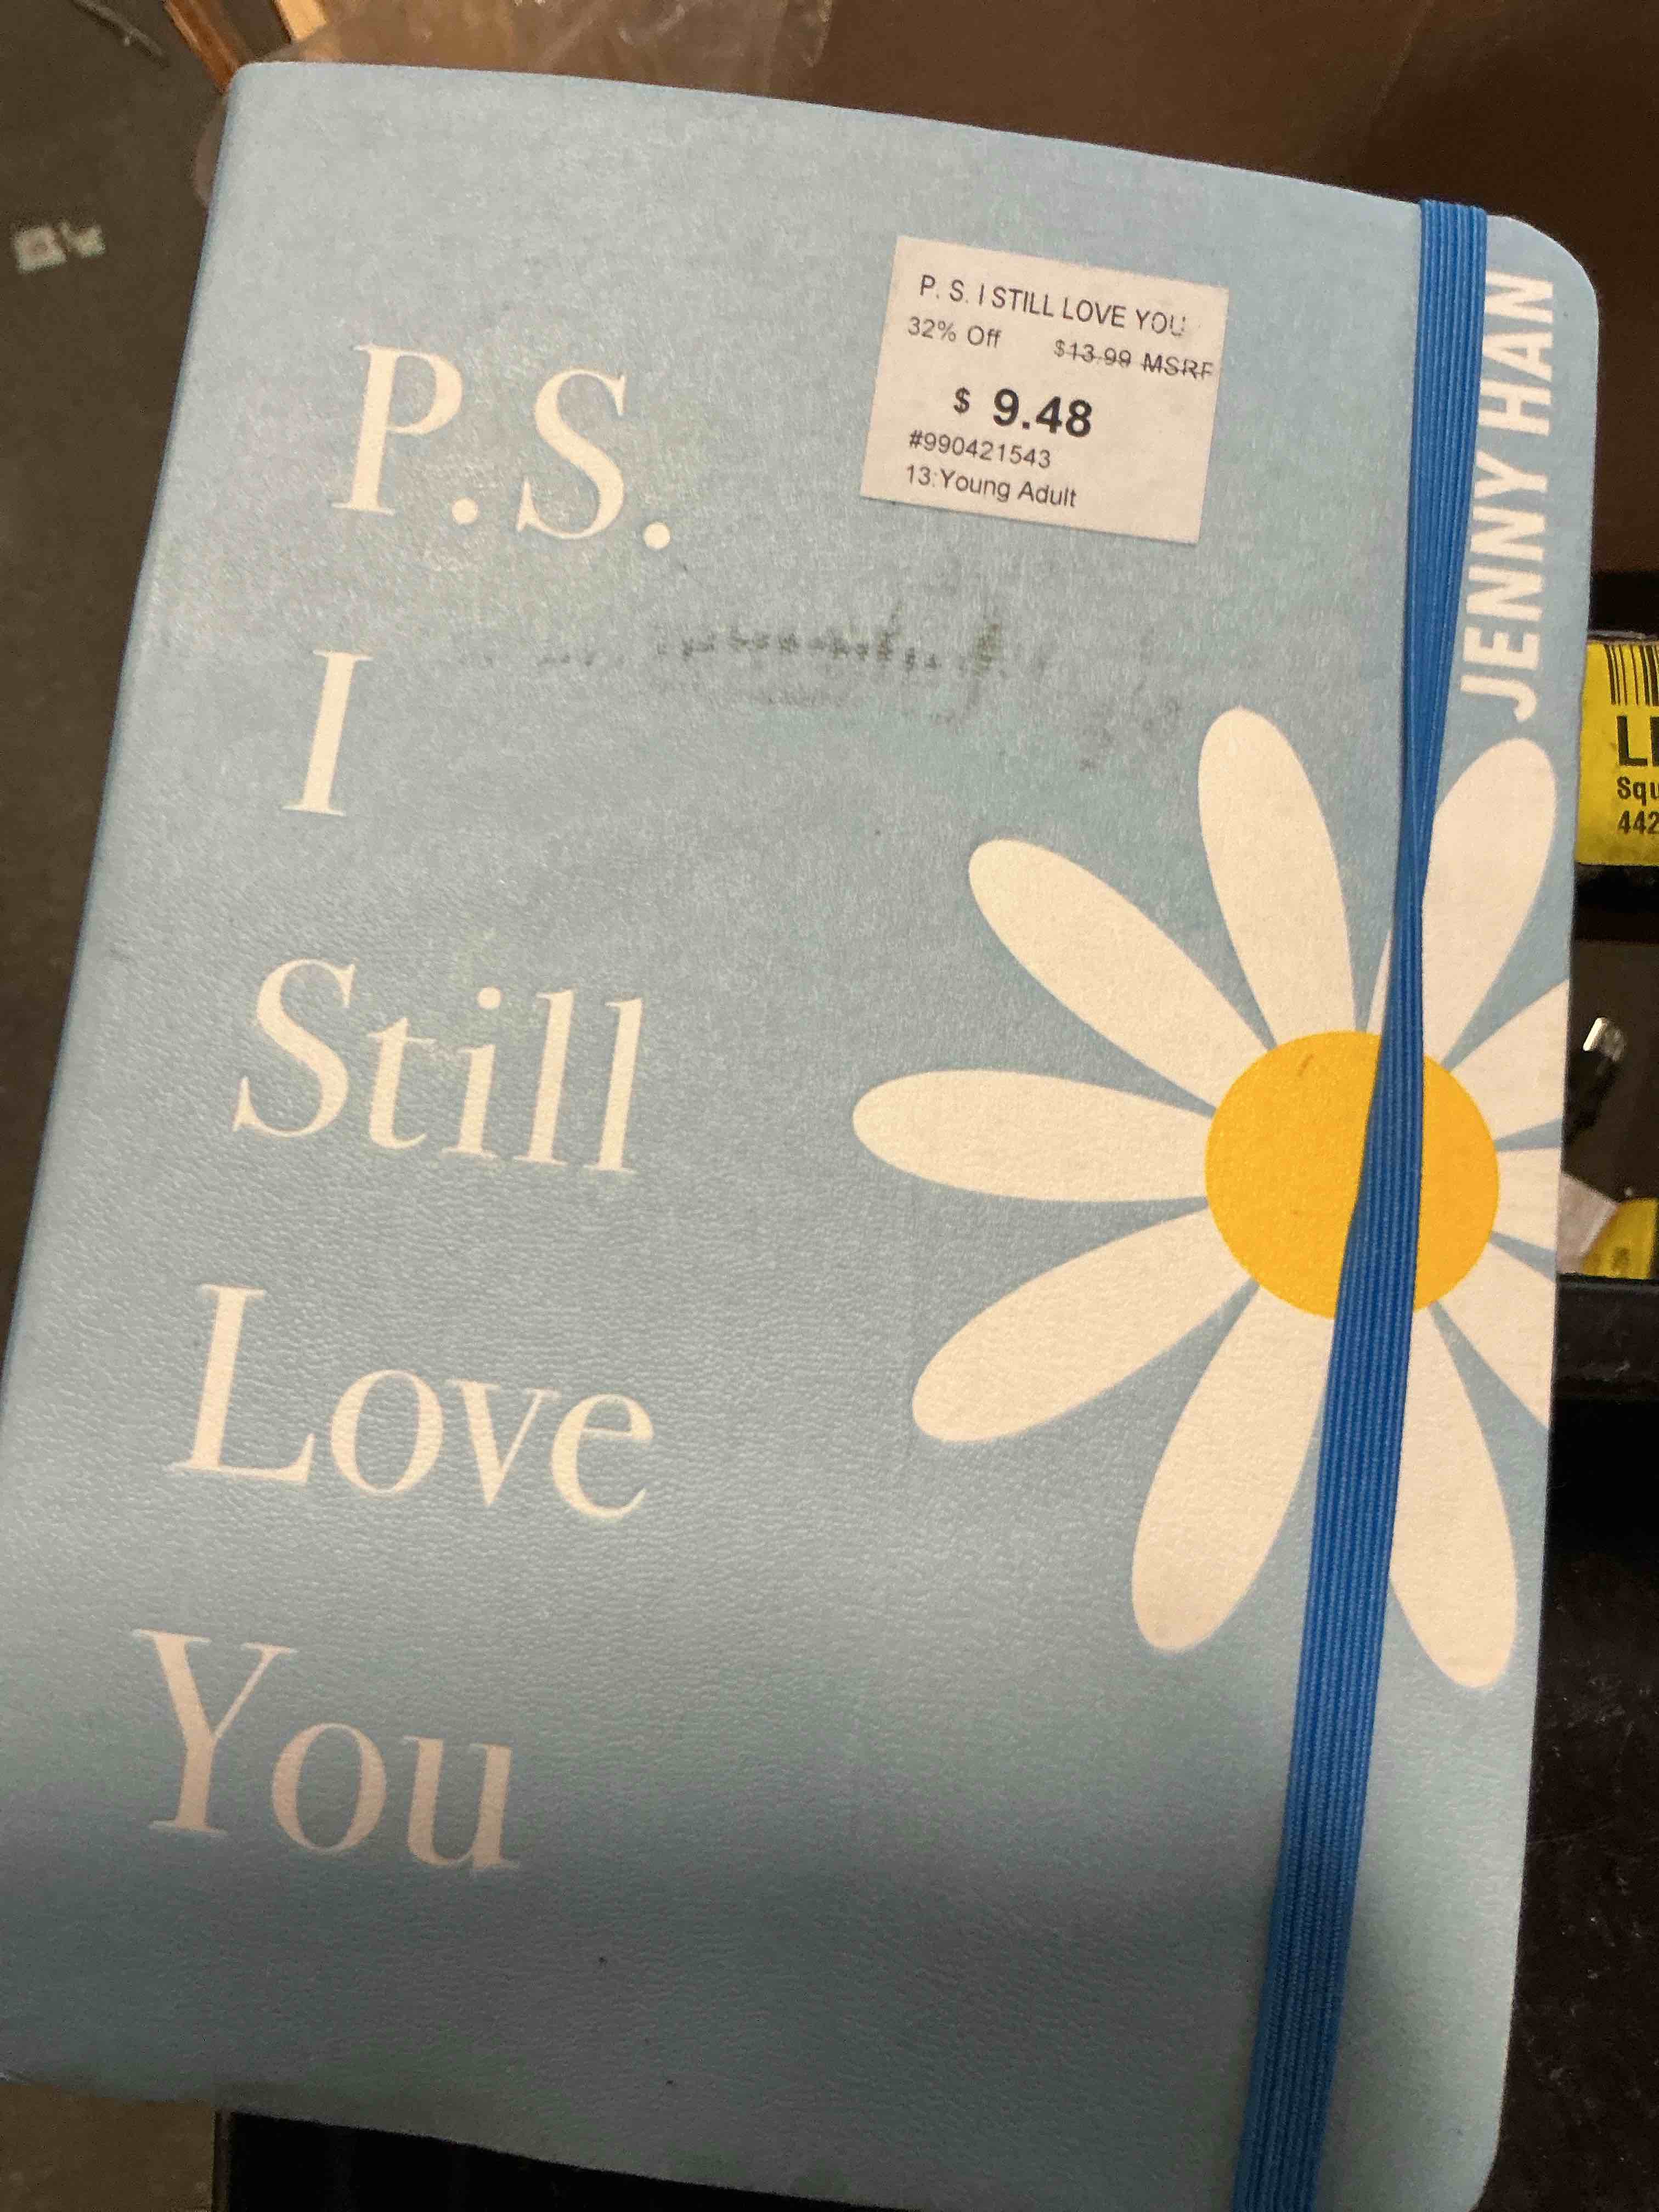 P.S.
I
Still
Love
You
P. S. I STILL LOVE YOU
32% Off $13.99 MSRP
$ 9.48
#990421543
13:Young Adult
JENNY HAN
442